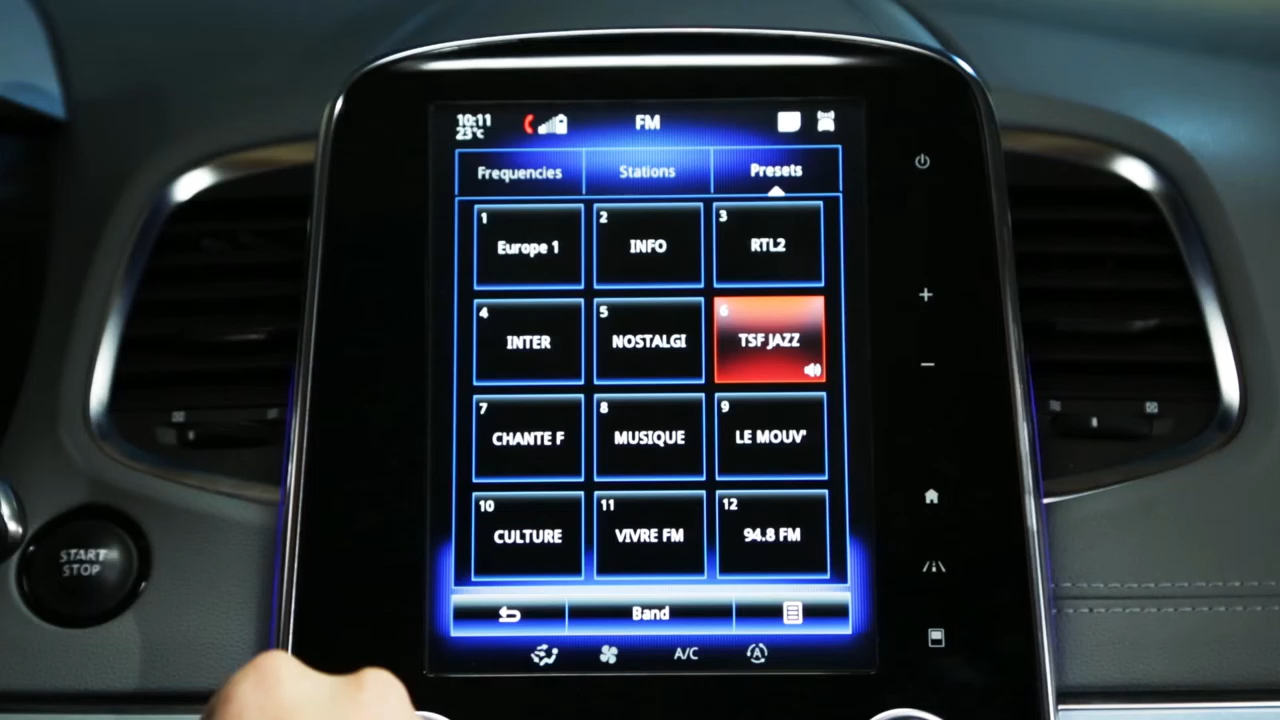 10:11
23°C
FM
Frequencies
Stations
Presets
1
Europe 1
2
INFO
3
RTL2
4
INTER
5
NOSTALGI
6
TSF JAZZ
7
CHANTE F
8
MUSIQUE
9
LE MOUV'
10
CULTURE
11
VIVRE FM
12
94.8 FM
Band
A/C
A
START
STOP